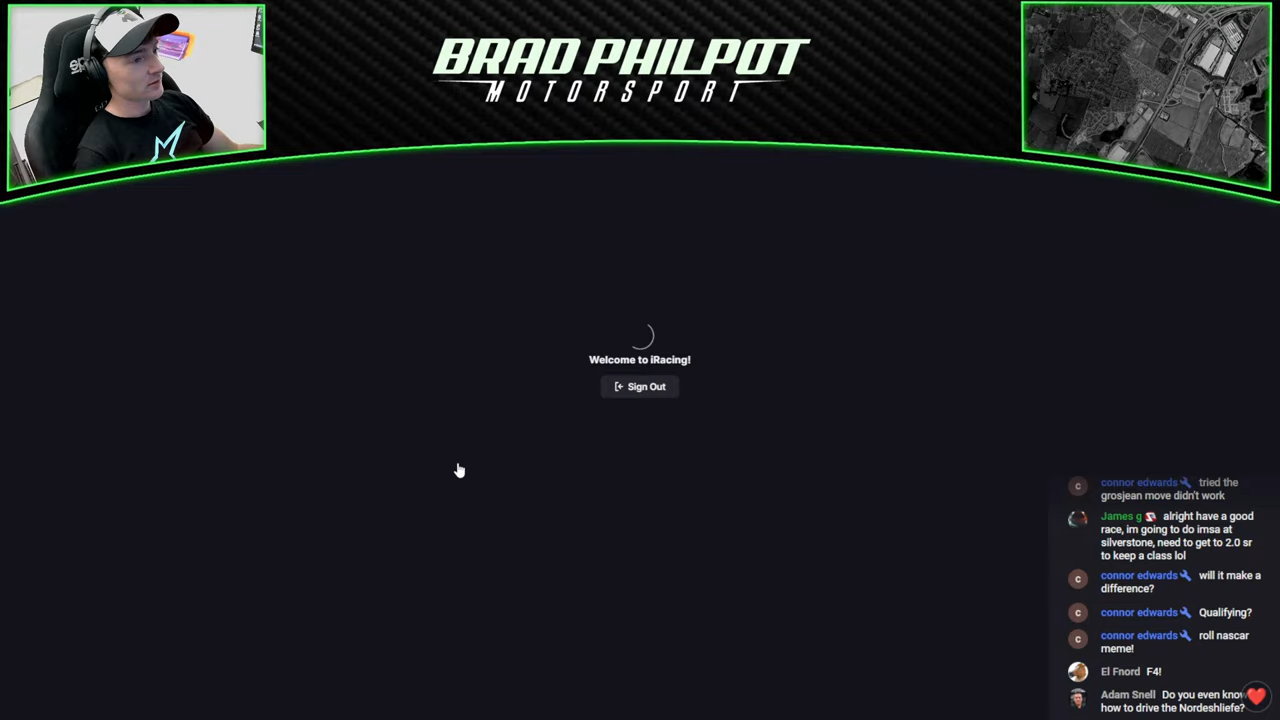 BRAD PHILPOT
MOTORSPORT
Welcome to iRacing!
Sign Out
connor edwards tried the
grosjean move didn't work
James g alright have a good
race, im going to do imsa at
silverstone, need to get to 2.0 sr
to keep a class lol
connor edwards will it make a
difference?
connor edwards Qualifying?
connor edwards roll nascar
meme!
El Fnord F4!
Adam Snell Do you even know
how to drive the Nordeshliefe?